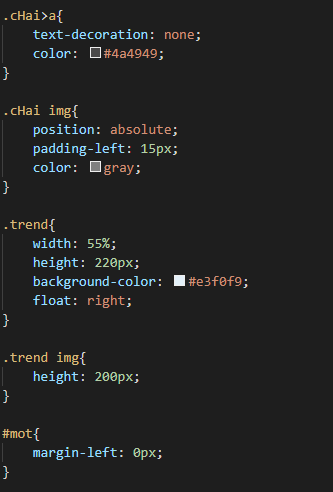 .cHai>a{
text-decoration: none;
color: #4a4949;
}
.cHai img{
position: absolute;
padding-left: 15px;
color: gray;
}
.trend{
width: 55%;
height: 220px;
background-color: #e3f0f9;
float: right;
}
.trend img{
height: 200px;
}
#mot{
margin-left: 0px;
}